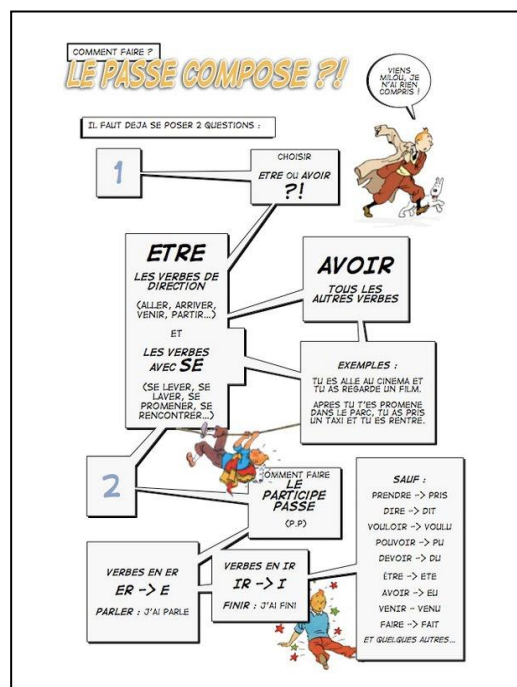 COMMENT FAIRE ?
LE PASSE COMPOSE ?!
VIENS
MILOU, JE
N'AI RIEN
COMPRIS !
IL FAUT DEJA SE POSER 2 QUESTIONS :
1
CHOISIR
ETRE OU AVOIR
?!
ETRE
LES VERBES DE
DIRECTION
(ALLER, ARRIVER,
VENIR, PARTIR...)
ET
LES VERBES
AVEC SE
(SE LEVER, SE
LAVER, SE
PROMENER, SE
RENCONTRER...)
AVOIR
TOUS LES
AUTRES VERBES
EXEMPLES :
TU ES ALLE AU CINEMA ET
TU AS REGARDE UN FILM.
APRES TU T'ES PROMENE
DANS LE PARC, TU AS PRIS
UN TAXI ET TU ES RENTRE.
2
COMMENT FAIRE
LE
PARTICIPE
PASSE
(P.P)
VERBES EN ER
ER -> E
PARLER : J'AI PARLE
VERBES EN IR
IR -> I
FINIR : J'AI FINI
SAUF :
PRENDRE -> PRIS
DIRE -> DIT
VOULOIR -> VOULU
POUVOIR -> PU
DEVOIR -> DU
ÊTRE -> ETE
AVOIR -> EU
VENIR -> VENU
FAIRE -> FAIT
ET QUELQUES AUTRES...